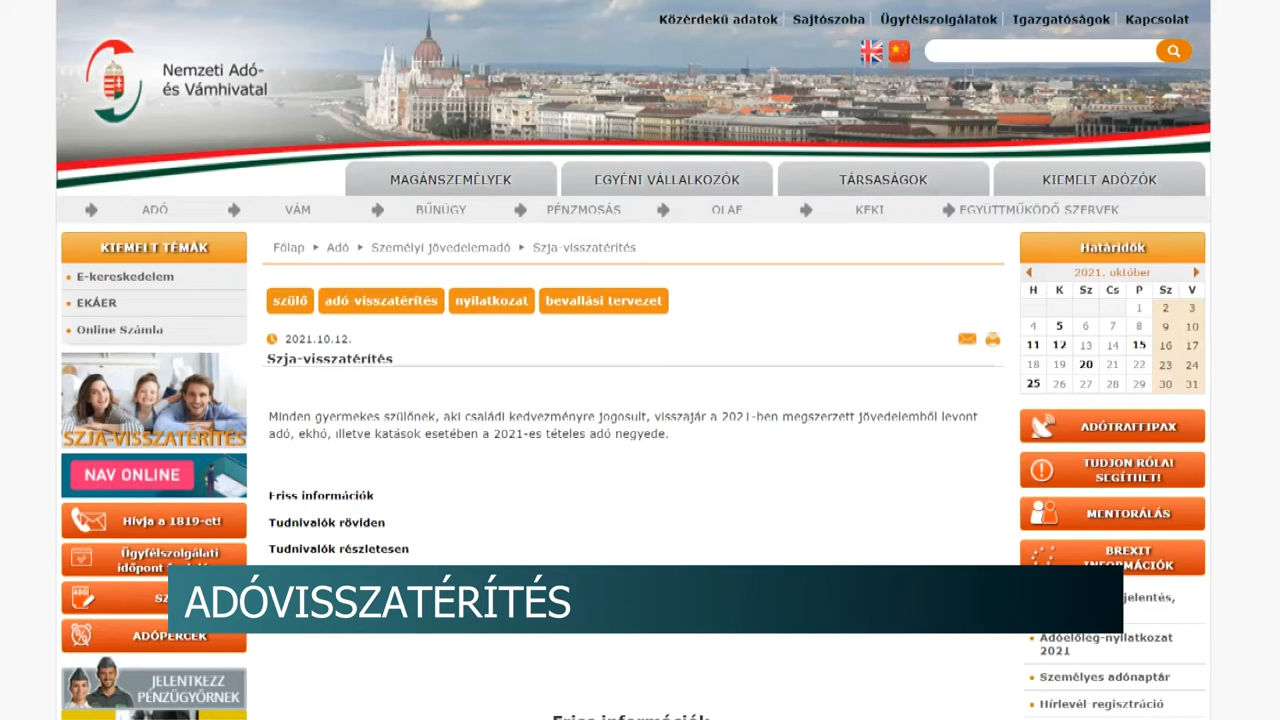 Közérdekű adatok Sajtószoba Ügyfélszolgálatok Igazgatóságok Kapcsolat
Nemzeti Adó-
és Vámhivatal
MAGÁNSZEMÉLYEK EGYÉNI VÁLLALKOZÓK TÁRSASÁGOK KIEMELT ADÓZÓK
ADÓ VÁM BŰNÜGY PÉNZMOSÁS OLAF KEKI EGYÜTTMŰKÖDŐ SZERVEK
KIEMELT TÉMÁK
E-kereskedelem
EKÁER
Online Számla
SZJA-VISSZATÉRÍTÉS
NAV ONLINE
Hívja a 1819-et!
Ügyfélszolgálati
időpont
SZ
ADÓPERCEK
JELENTKEZZ
PÉNZÜGYŐRNEK
Főlap Adó Személyi jövedelemadó Szja-visszatérítés
szülő adó-visszatérítés nyilatkozat bevallási tervezet
2021.10.12.
Szja-visszatérítés
Minden gyermekes szülőnek, aki családi kedvezményre jogosult, visszajár a 2021-ben megszerzett jövedelemből levont
adó, ekhó, illetve katások esetében a 2021-es tételes adó negyede.
Friss információk
Tudnivalók röviden
Tudnivalók részletesen
ADÓVISSZATÉRÍTÉS
Friss információk
Határidők
2021. október
H K Sz Cs P Sz V
1 2 3
4 5 6 7 8 9 10
11 12 13 14 15 16 17
18 19 20 21 22 23 24
25 26 27 28 29 30 31
ADÓTRAFFIPAX
TUDJON RÓLA!
SEGÍTHET!
MENTORÁLÁS
BREXIT
INFORMÁCIÓK
jelentés,
Adóelőleg-nyilatkozat
2021
Személyes adónaptár
Hírlevél-regisztráció